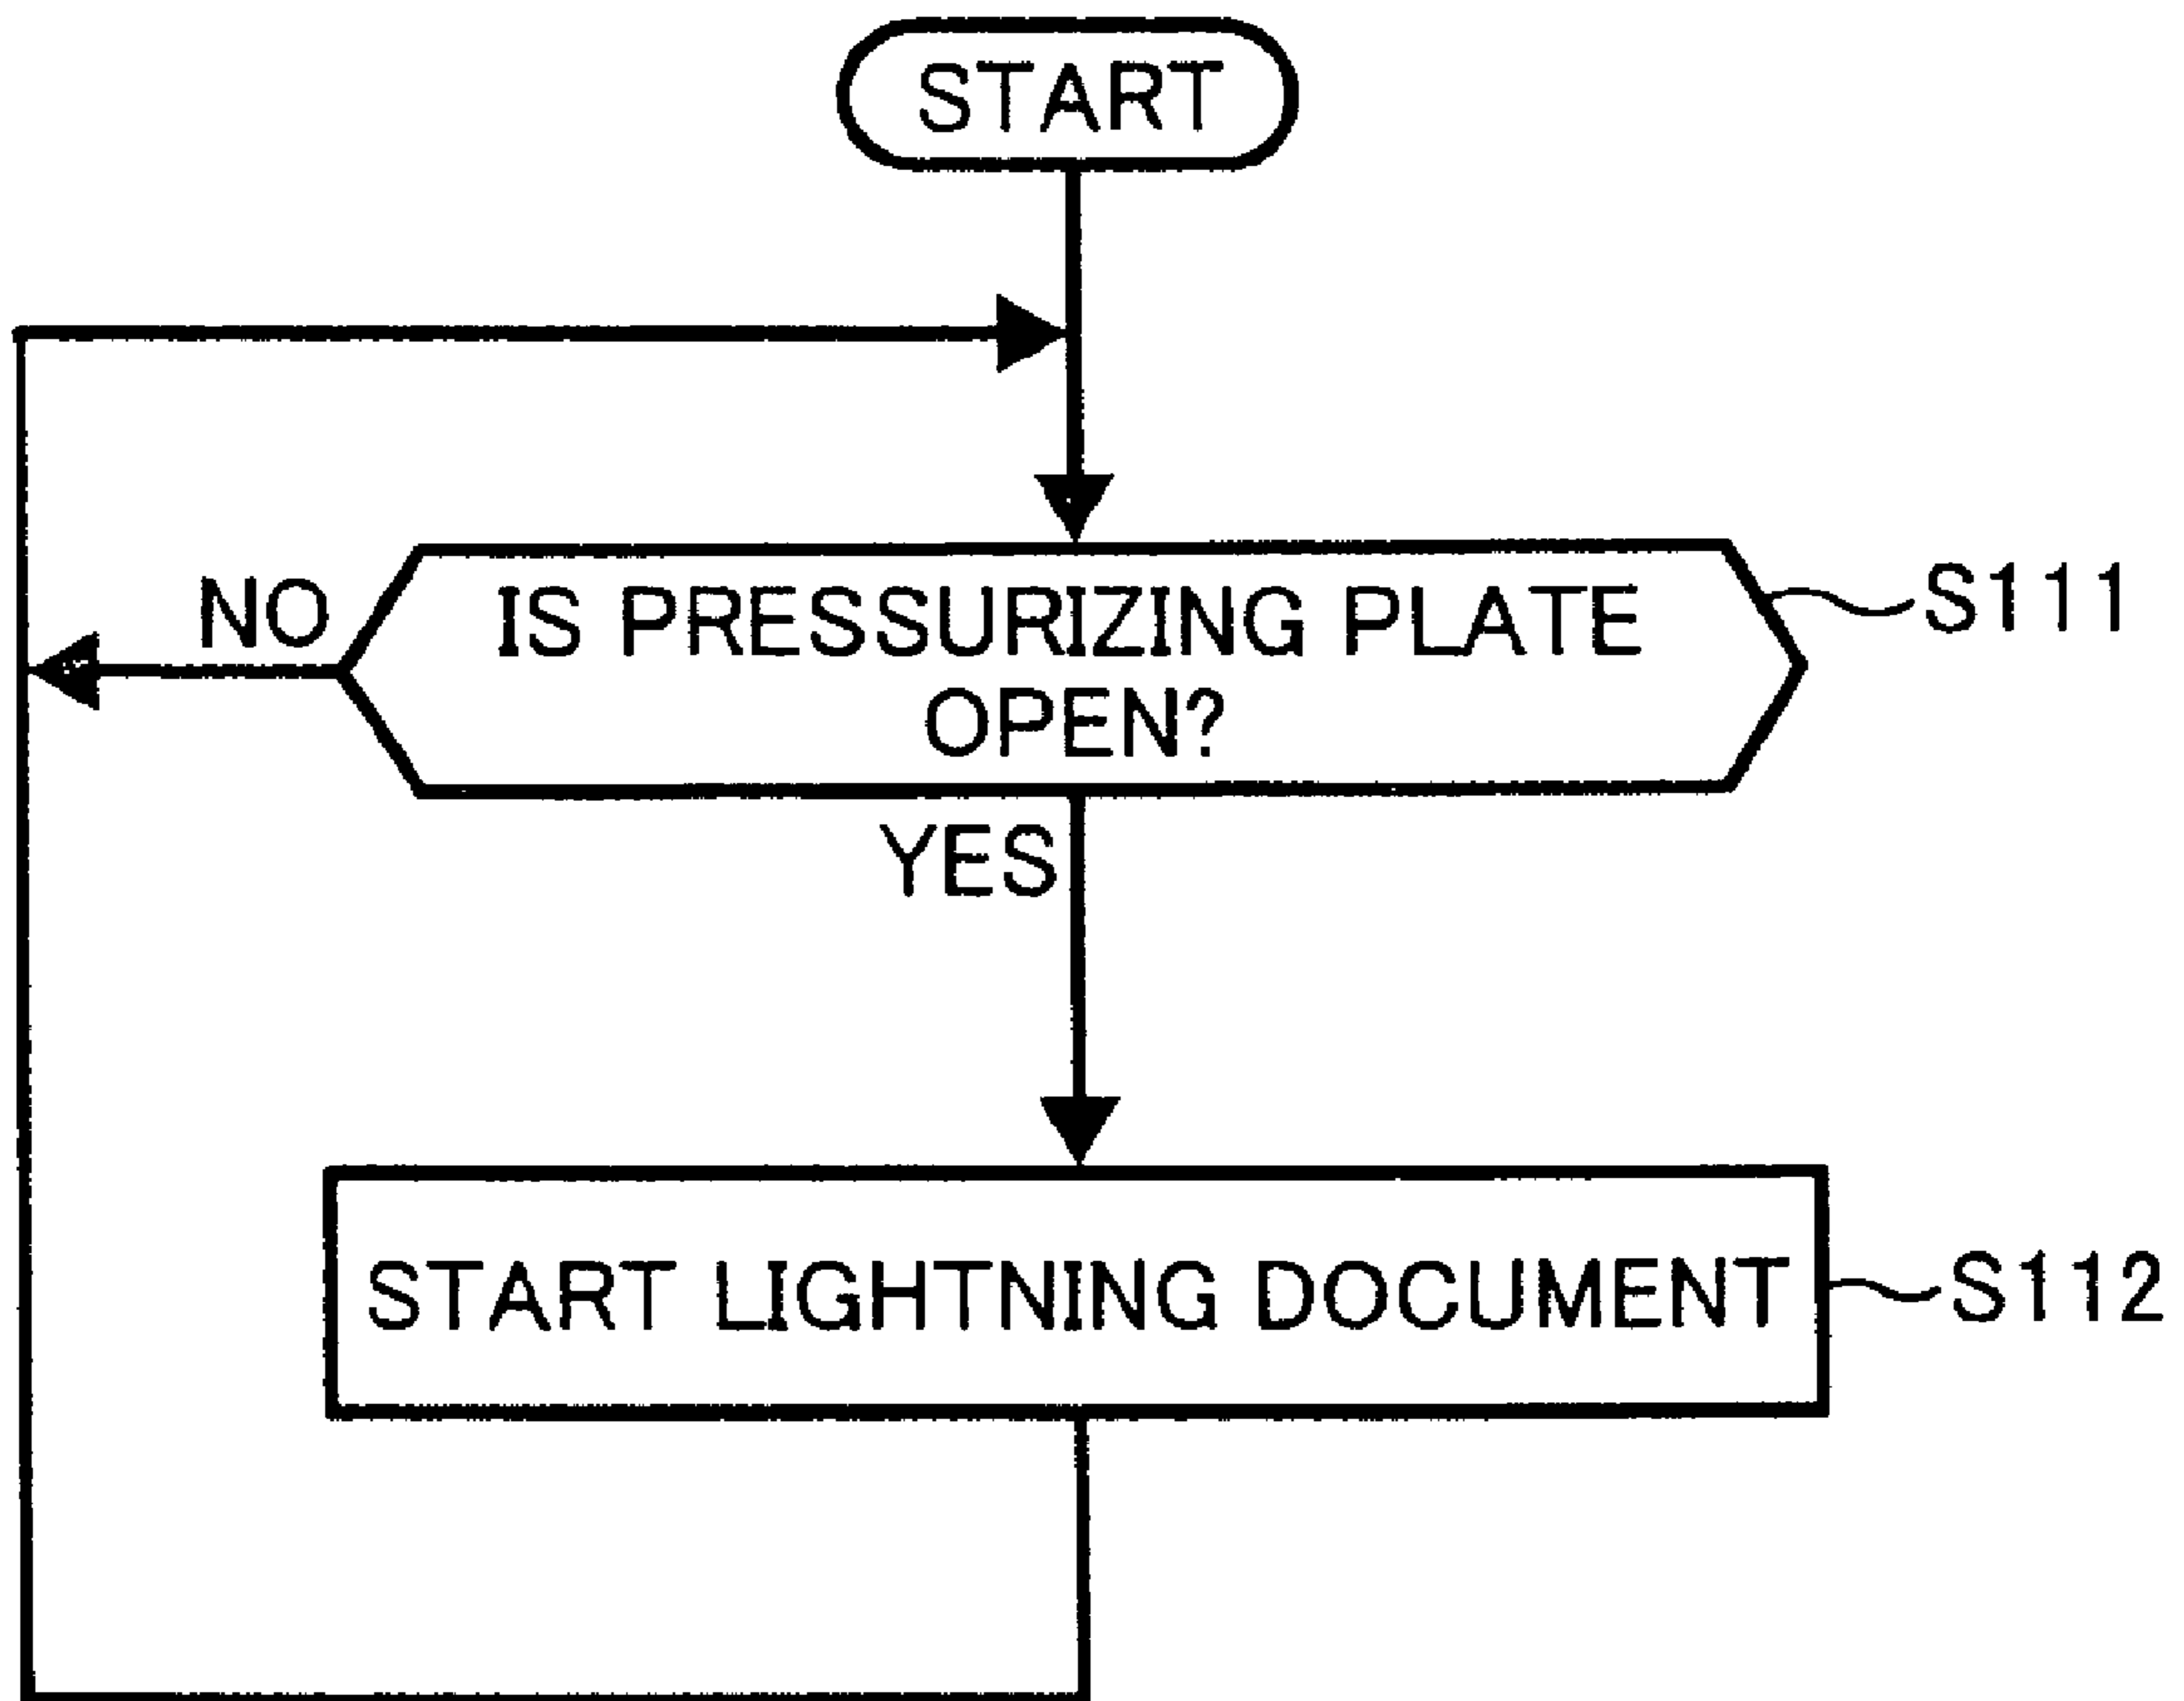 START
NO
IS PRESSURIZING PLATE
OPEN?
S111
YES
START LIGHTNING DOCUMENT
S112